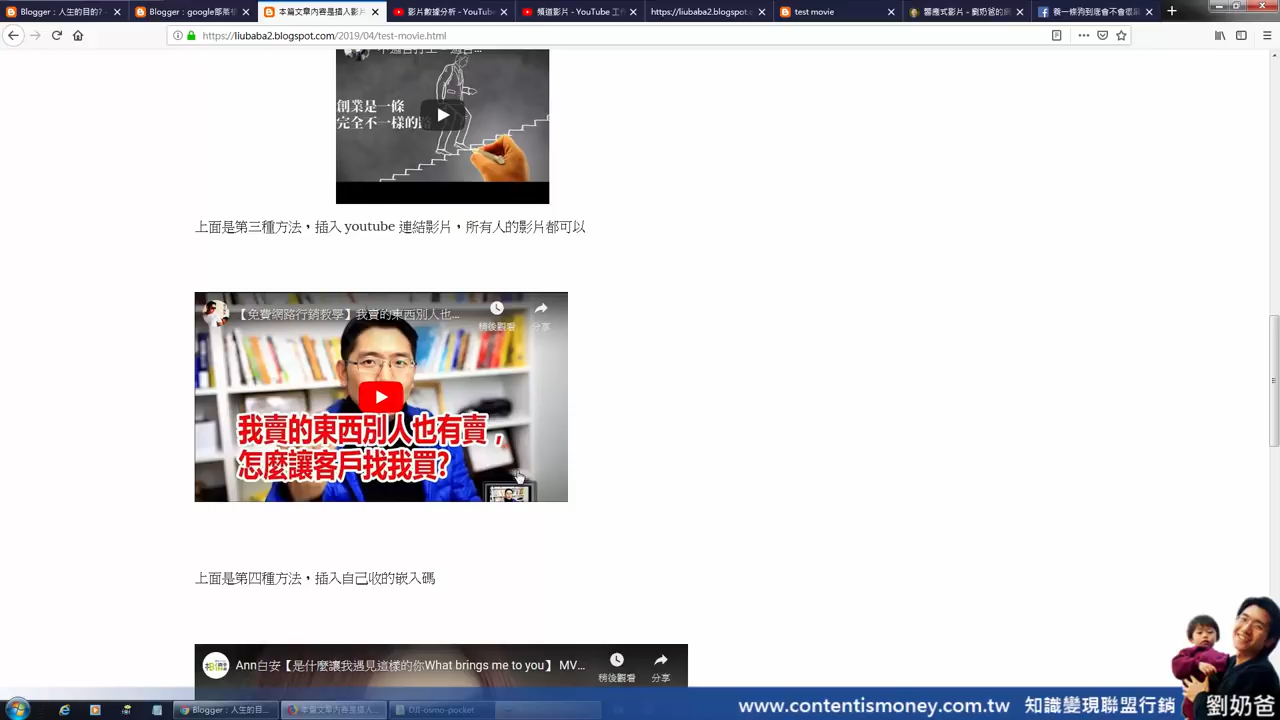 Blogger：人生的目的? -
Blogger：google部落格
本篇文章內容是插入影片
影片數據分析 - YouTube
頻道影片 - YouTube 工作
https://liubaba2.blogspot.c
test movie
響應式影片 - 劉奶爸的網
https://liubaba2.blogspot.com/2019/04/test-movie.html
創業是一條
完全不一樣的路
上面是第三種方法，插入 youtube 連結影片，所有人的影片都可以
【免費網路行銷教學】我賣的東西別人也...
稍後觀看
分享
我賣的東西別人也有賣，
怎麼讓客戶找我買?
上面是第四種方法，插入自己收的嵌入碼
Ann白安【是什麼讓我遇見這樣的你What brings me to you】 MV...
稍後觀看
分享
Blogger：人生的目...
本篇文章內容是插入...
DJI-osmo-pocket
www.contentismoney.com.tw 知識變現聯盟行銷 劉奶爸